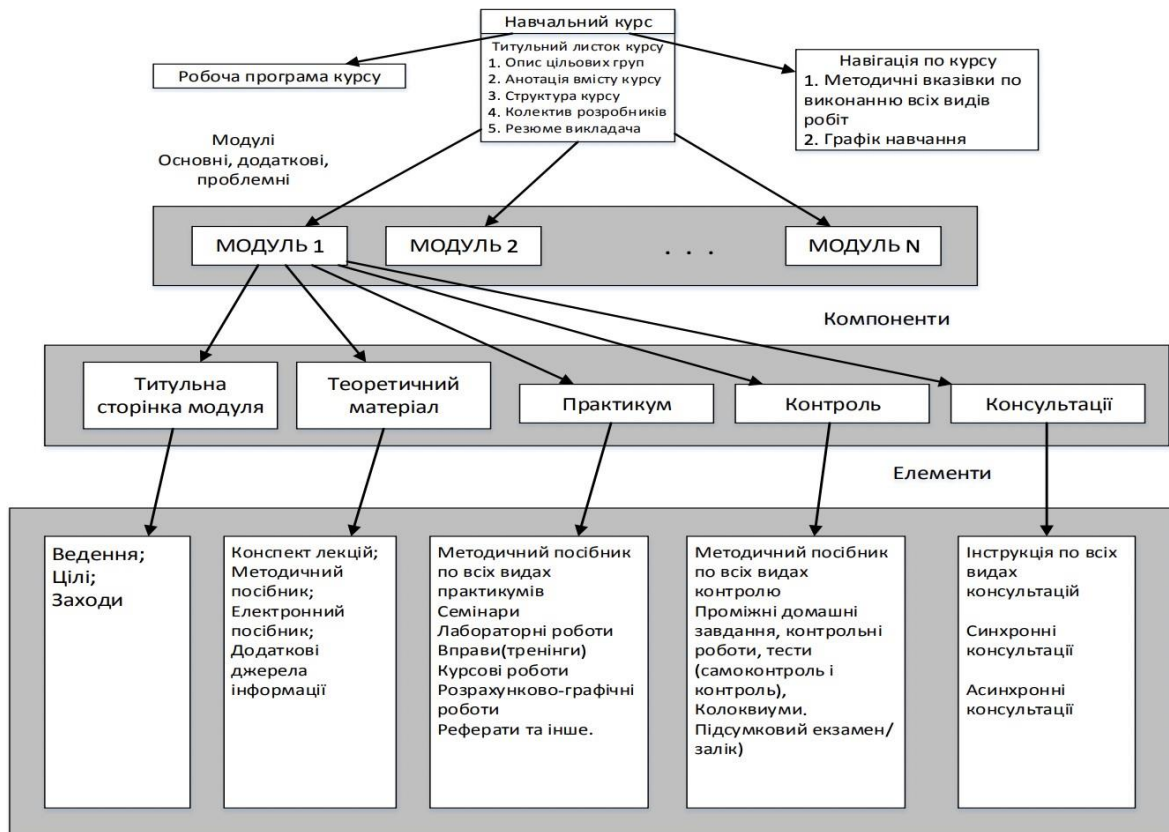 Навчальний курс
Титульний листок курсу
1. Опис цільових груп
2. Анотація вмісту курсу
3. Структура курсу
4. Колектив розробників
5. Резюме викладача
Робоча програма курсу
Навігація по курсу
1. Методичні вказівки по
виконанню всіх видів
робіт
2. Графік навчання
Модулі
Основні, додаткові,
проблемні
МОДУЛЬ 1
МОДУЛЬ 2
. . .
МОДУЛЬ N
Компоненти
Титульна
сторінка модуля
Теоретичний
матеріал
Практикум
Контроль
Консультації
Елементи
Ведення;
Цілі;
Заходи
Конспект лекцій;
Методичний
посібник;
Електронний
посібник;
Додаткові
джерела
інформації
Методичний посібник
по всіх видах
практикумів
Семінари
Лабораторні роботи
Вправи(тренінги)
Курсові роботи
Розрахунково-графічні
роботи
Реферати та інше.
Методичний посібник
по всіх видах
контролю
Проміжні домашні
завдання, контрольні
роботи, тести
(самоконтроль і
контроль),
Колоквиуми.
Підсумковий екзамен/
залік)
Інструкція по всіх
видах
консультацій
Синхронні
консультації
Асинхронні
консультації